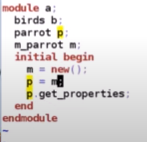 module a;
birds b;
parrot p;
m_parrot m;
initial begin
m = new();
p = m;
p.get_properties;
end
endmodule
~